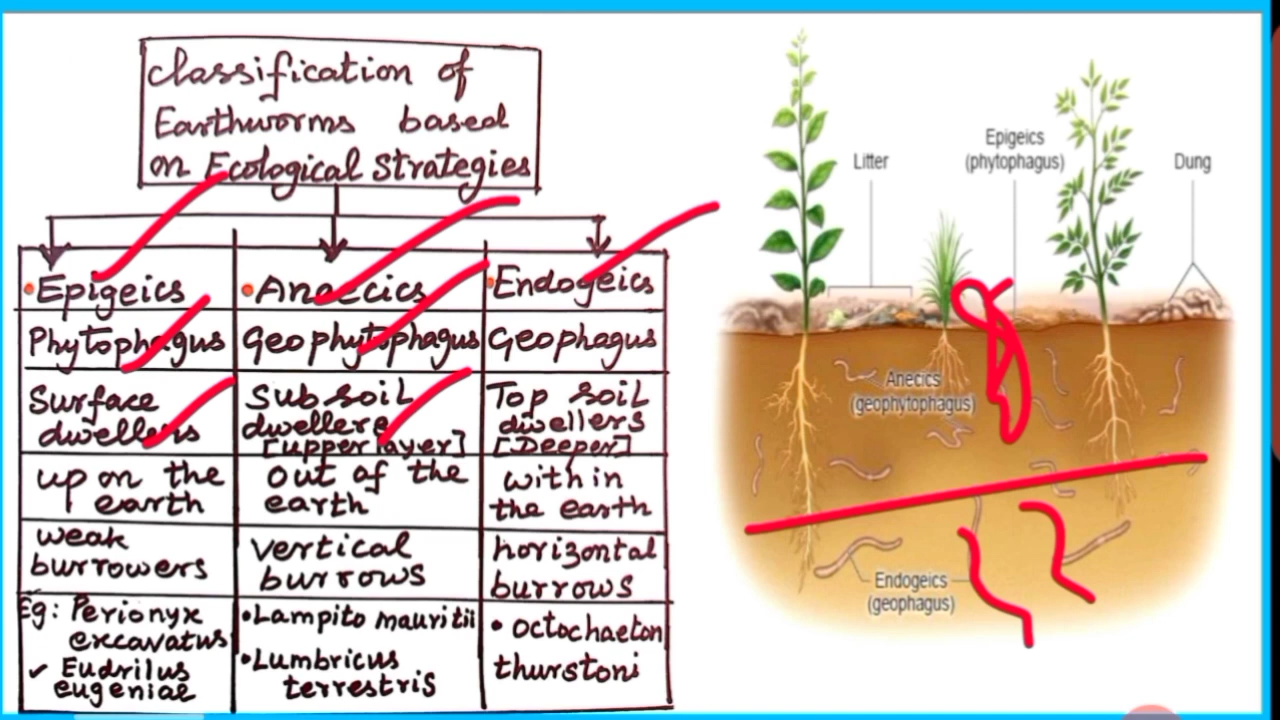 Classification of
Earthworms based
on Ecological Strategies
Epigeics
Anaecics
Endogeics
Phytophagus
Geophytophagus
Geophagus
Surface
dwellers
Sub soil
dwellers
[upper layer]
Top soil
dwellers
[Deeper]
up on the
earth
out of the
earth
within
the earth
weak
burrowers
vertical
burrows
horizontal
burrows
Eg: Perionyx
excavatus
✓ Eudrilus
eugeniae
• Lampito mauritii
• Lumbricus
terrestris
• octochaeton
thurstoni
Litter
Epigeics
(phytophagus)
Dung
Anecics
(geophytophagus)
Endogeics
(geophagus)